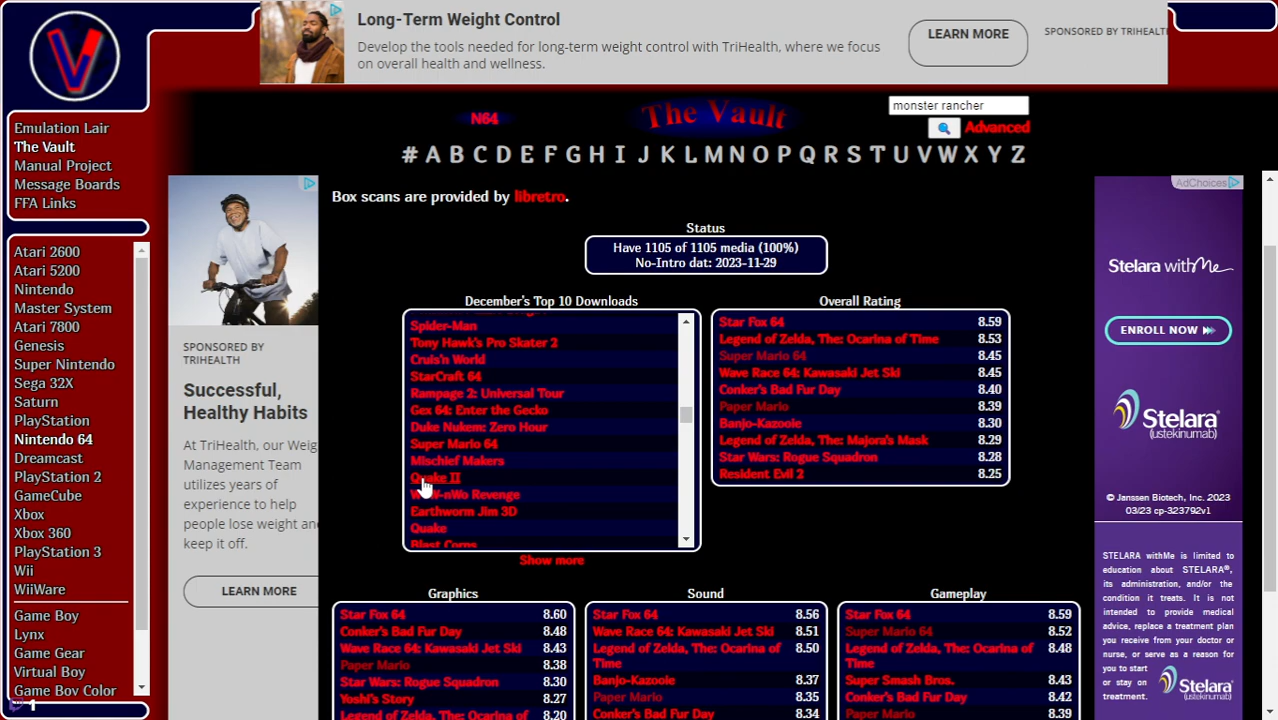 Long-Term Weight Control
Develop the tools needed for long-term weight control with TriHealth, where we focus
on overall health and wellness.
LEARN MORE
SPONSORED BY TRIHEALTH
V
Emulation Lair
The Vault
Manual Project
Message Boards
FFA Links
N64
The Vault
monster rancher
Advanced
# A B C D E F G H I J K L M N O P Q R S T U V W X Y Z
Atari 2600
Atari 5200
Nintendo
Master System
Atari 7800
Genesis
Super Nintendo
Sega 32X
Saturn
PlayStation
Nintendo 64
Dreamcast
PlayStation 2
GameCube
Xbox
Xbox 360
PlayStation 3
Wii
WiiWare
Game Boy
Lynx
Game Gear
Virtual Boy
Game Boy Color
1
SPONSORED BY
TRIHEALTH
Successful,
Healthy Habits
At TriHealth, our Weig
Management Team
utilizes years of
experience to help
people lose weight an
keep it off.
LEARN MORE
Box scans are provided by libretro.
Status
Have 1105 of 1105 media (100%)
No-Intro dat: 2023-11-29
December's Top 10 Downloads
Spider-Man
Tony Hawk's Pro Skater 2
Cruis'n World
StarCraft 64
Rampage 2: Universal Tour
Gex 64: Enter the Gecko
Duke Nukem: Zero Hour
Super Mario 64
Mischief Makers
Quake II
WCW-nWo Revenge
Earthworm Jim 3D
Quake
Blast Corps
Show more
Overall Rating
Star Fox 64 8.59
Legend of Zelda, The: Ocarina of Time 8.53
Super Mario 64 8.45
Wave Race 64: Kawasaki Jet Ski 8.45
Conker's Bad Fur Day 8.40
Paper Mario 8.39
Banjo-Kazooie 8.30
Legend of Zelda, The: Majora's Mask 8.29
Star Wars: Rogue Squadron 8.28
Resident Evil 2 8.25
Graphics
Star Fox 64 8.60
Conker's Bad Fur Day 8.48
Wave Race 64: Kawasaki Jet Ski 8.43
Paper Mario 8.38
Star Wars: Rogue Squadron 8.30
Yoshi's Story 8.27
Legend of Zelda, The: Ocarina of 8.20
Sound
Star Fox 64 8.56
Wave Race 64: Kawasaki Jet Ski 8.51
Legend of Zelda, The: Ocarina of 8.50
Time
Banjo-Kazooie 8.37
Paper Mario 8.35
Conker's Bad Fur Day 8.34
Gameplay
Star Fox 64 8.59
Super Mario 64 8.52
Legend of Zelda, The: Ocarina of 8.48
Time
Super Smash Bros. 8.43
Conker's Bad Fur Day 8.42
Paper Mario 8.39
AdChoices
Stelara withMe
ENROLL NOW
Stelara
(ustekinumab)
© Janssen Biotech, Inc. 2023
03/23 cp-323792v1
STELARA withMe is limited to
education about STELARA®,
its administration, and/or the
condition it treats. It is not
intended to provide medical
advice, replace a treatment plan
you receive from your doctor or
nurse, or serve as a reason for
you to start
or stay on
treatment.
Stelara
(ustekinumab)